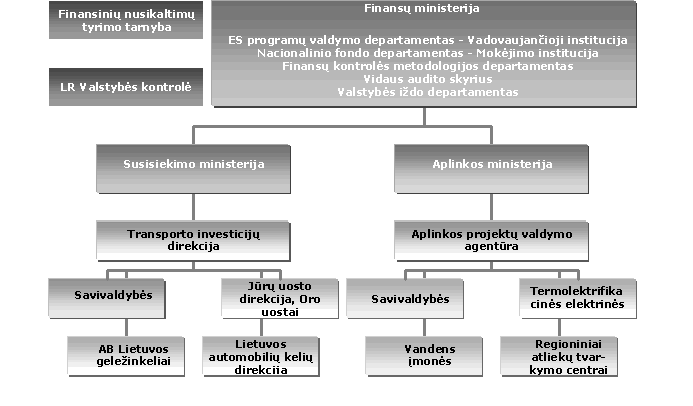 Finansinių nusikaltimų
tyrimo tarnyba
LR Valstybės kontrolė
Finansų ministerija
ES programų valdymo departamentas - Vadovaujančioji institucija
Nacionalinio fondo departamentas - Mokėjimo institucija
Finansų kontrolės metodologijos departamentas
Vidaus audito skyrius
Valstybės iždo departamentas
Susisiekimo ministerija
Aplinkos ministerija
Transporto investicijų
direkcija
Aplinkos projektų valdymo
agentūra
Savivaldybės
Jūrų uosto
direkcija, Oro
uostai
Savivaldybės
Termolektrifika
cinės elektrinės
AB Lietuvos
geležinkeliai
Lietuvos
automobilių kelių
direkcija
Vandens
įmonės
Regioniniai
atliekų tvar-
kymo centrai